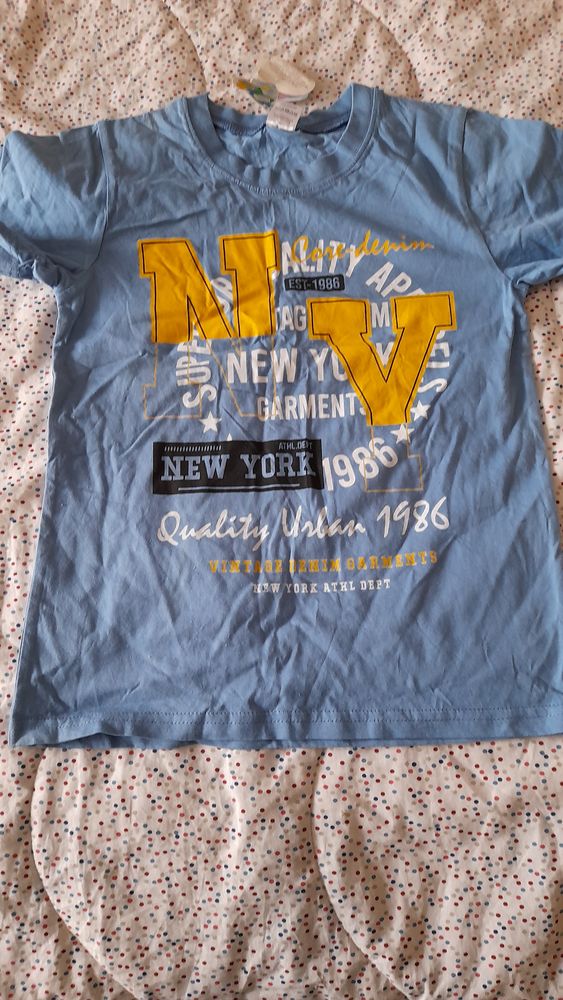 Core denim
NY
EST-1986
NEW YORK
GARMENTS
ATHL.DEPT
NEW YORK
1986
Quality Urban 1986
VINTAGE DENIM GARMENTS
NEW YORK ATHL DEPT